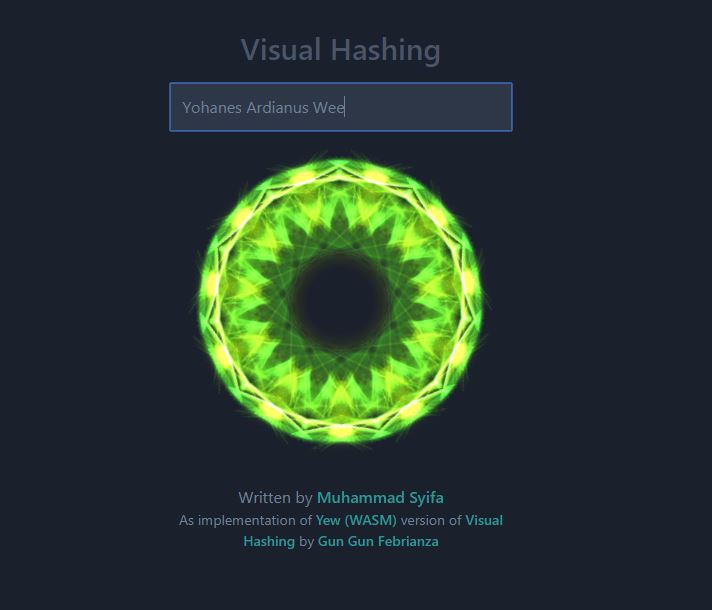 Visual Hashing
Yohanes Ardianus Wee
Written by Muhammad Syifa
As implementation of Yew (WASM) version of Visual
Hashing by Gun Gun Febrianza